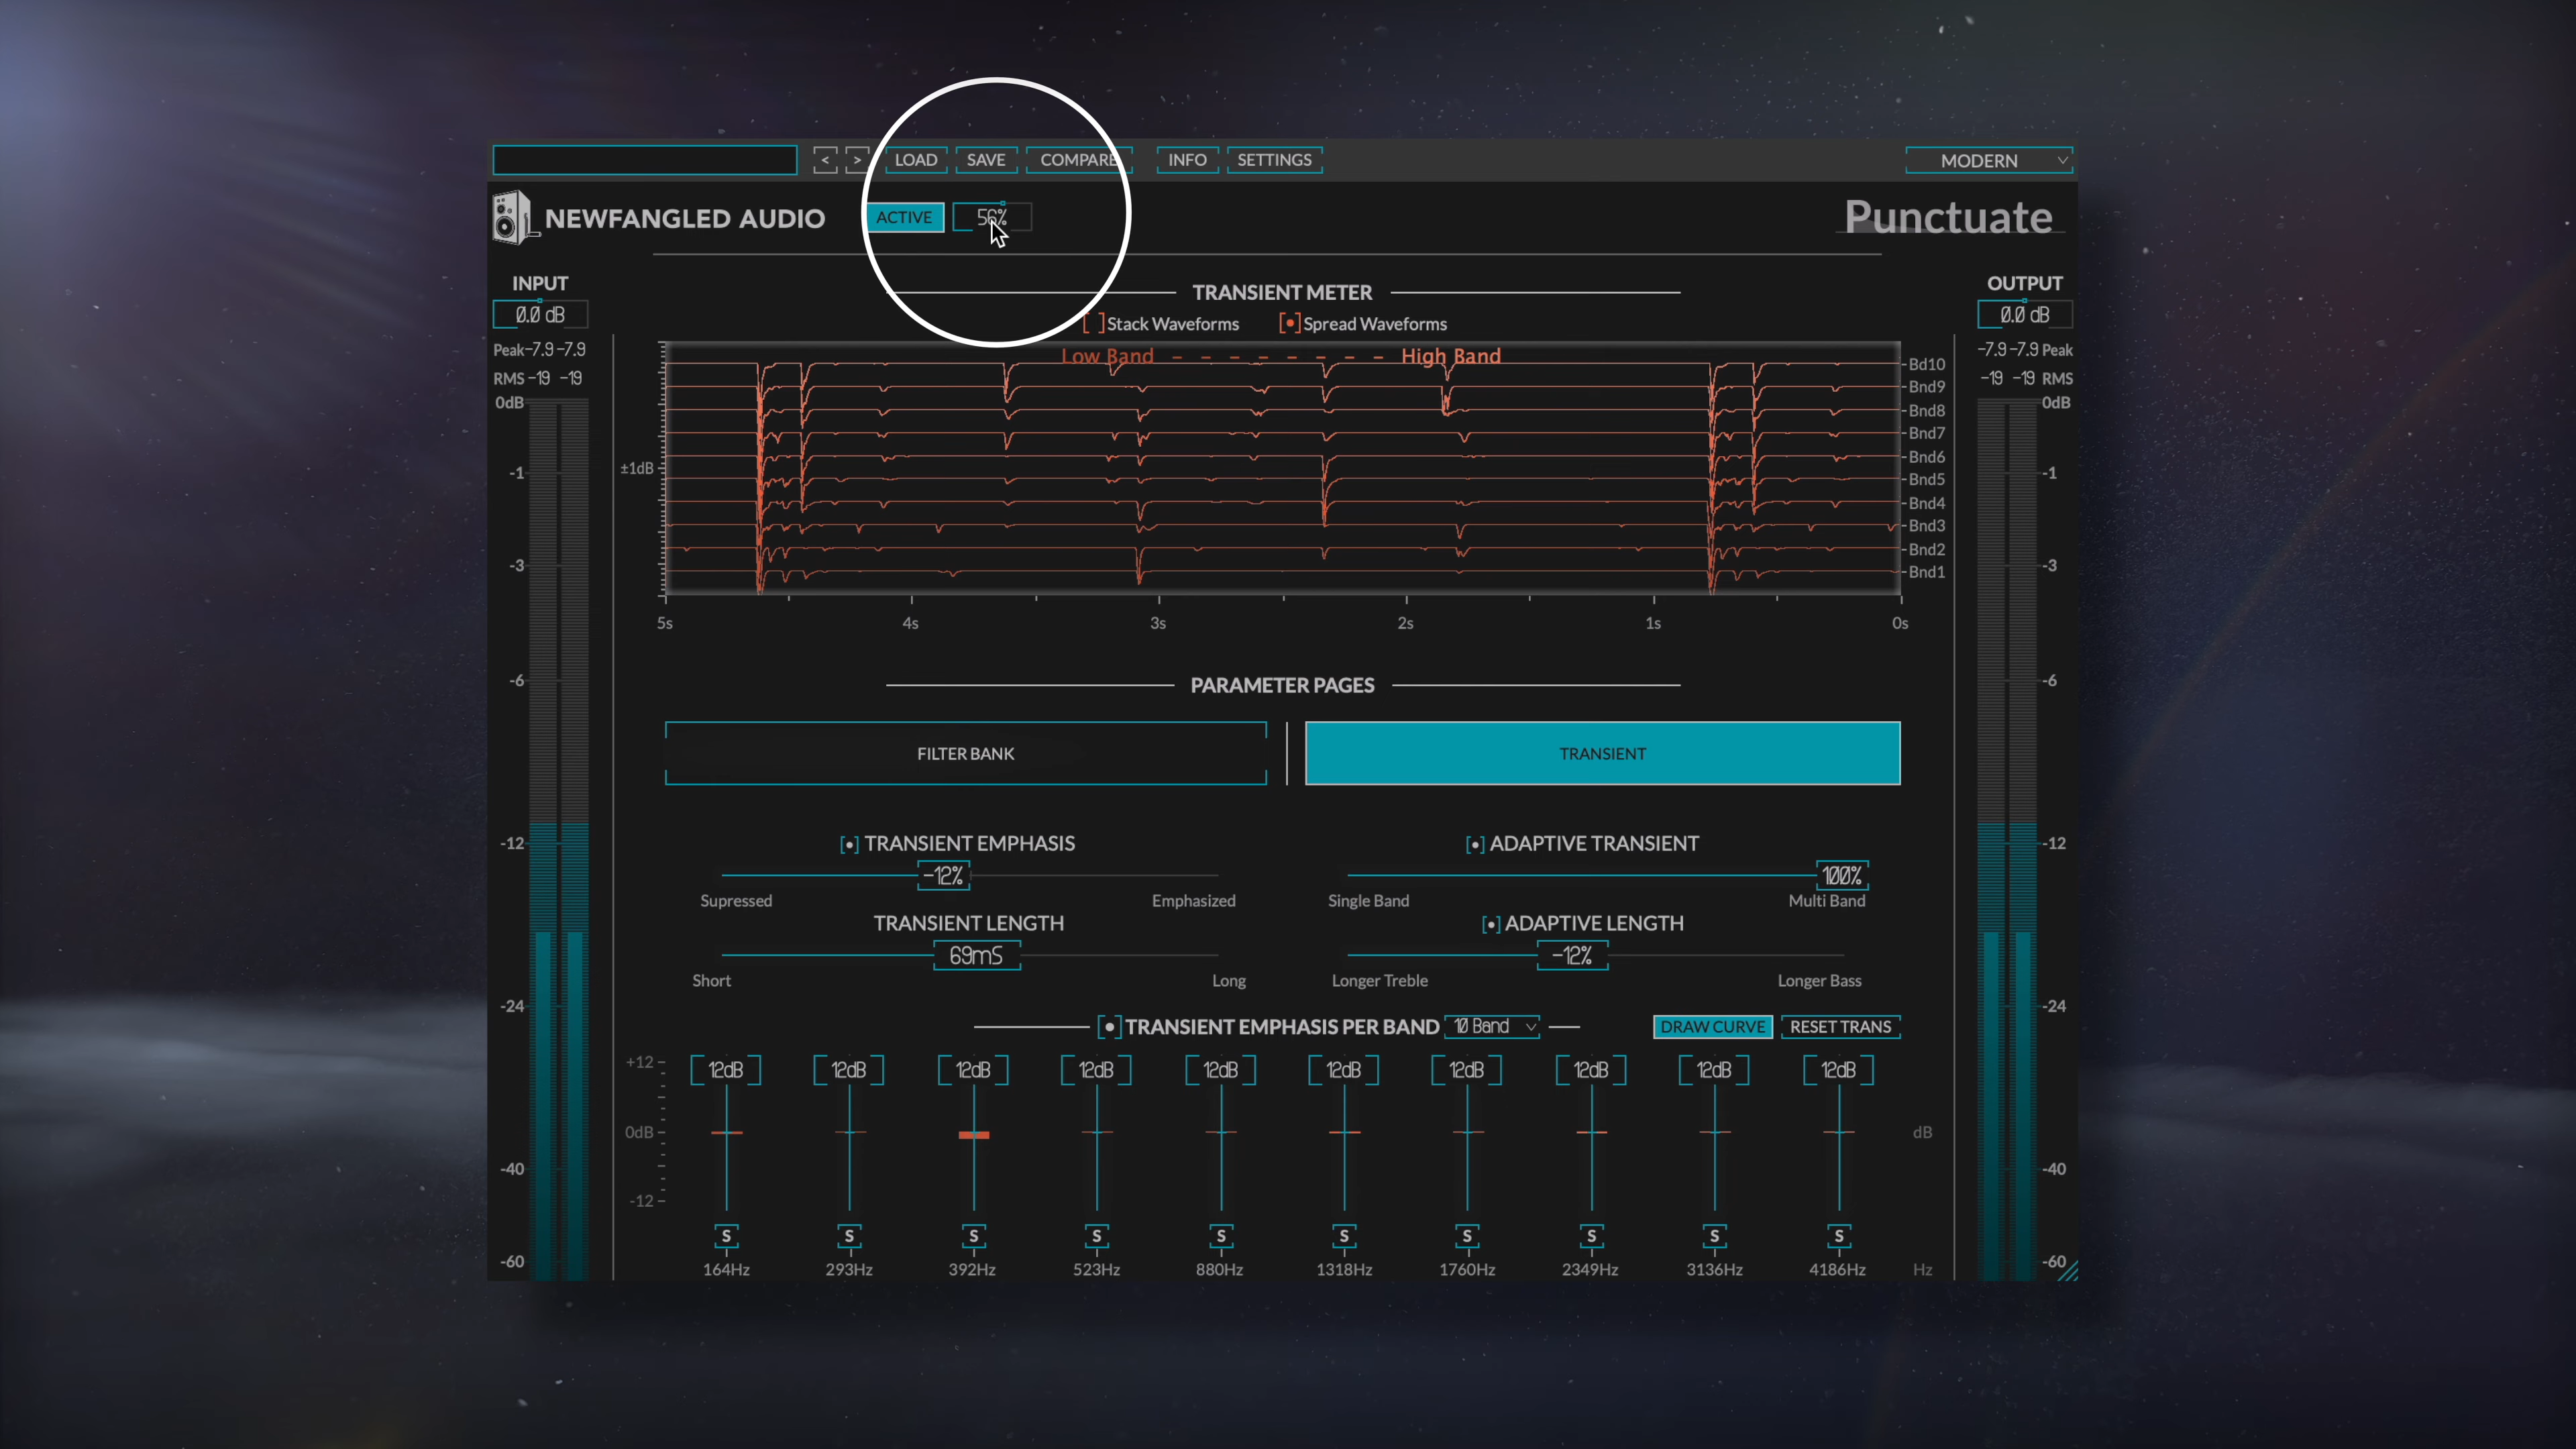 < > LOAD SAVE COMPARE INFO SETTINGS MODERN
NEWFANGLED AUDIO ACTIVE 56% Punctuate
INPUT
0.0 dB
Peak -7.9 -7.9
RMS -19 -19
0dB
-1
-3
-6
-12
-24
-40
-60
TRANSIENT METER
[ ] Stack Waveforms [•] Spread Waveforms
Low Band - - - - - - - - High Band
±1dB
Bd10
Bnd9
Bnd8
Bnd7
Bnd6
Bnd5
Bnd4
Bnd3
Bnd2
Bnd1
5s 4s 3s 2s 1s 0s
PARAMETER PAGES
FILTER BANK TRANSIENT
[•] TRANSIENT EMPHASIS
-12%
Supressed Emphasized
TRANSIENT LENGTH
69mS
Short Long
[•] ADAPTIVE TRANSIENT
100%
Single Band Multi Band
[•] ADAPTIVE LENGTH
-12%
Longer Treble Longer Bass
[•] TRANSIENT EMPHASIS PER BAND 10 Band DRAW CURVE RESET TRANS
+12 12dB 12dB 12dB 12dB 12dB 12dB 12dB 12dB 12dB 12dB
0dB dB
-12
S S S S S S S S S S
164Hz 293Hz 392Hz 523Hz 880Hz 1318Hz 1760Hz 2349Hz 3136Hz 4186Hz Hz
OUTPUT
0.0 dB
-7.9 -7.9 Peak
-19 -19 RMS
0dB
-1
-3
-6
-12
-24
-40
-60